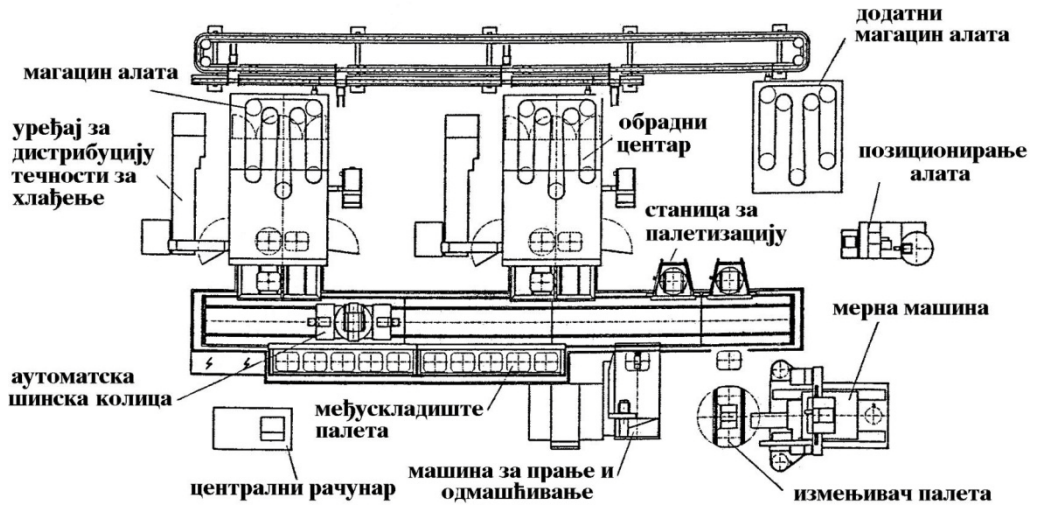 додатни
магацин алата
магацин алата
уређај за
дистрибуцију
течности за
хлађење
обрадни
центар
позиционирање
алата
станица за
палетизацију
мерна машина
аутоматска
шинска колица
међускладиште
палета
централни рачунар
машина за прање и
одмашћивање
измењивач палета